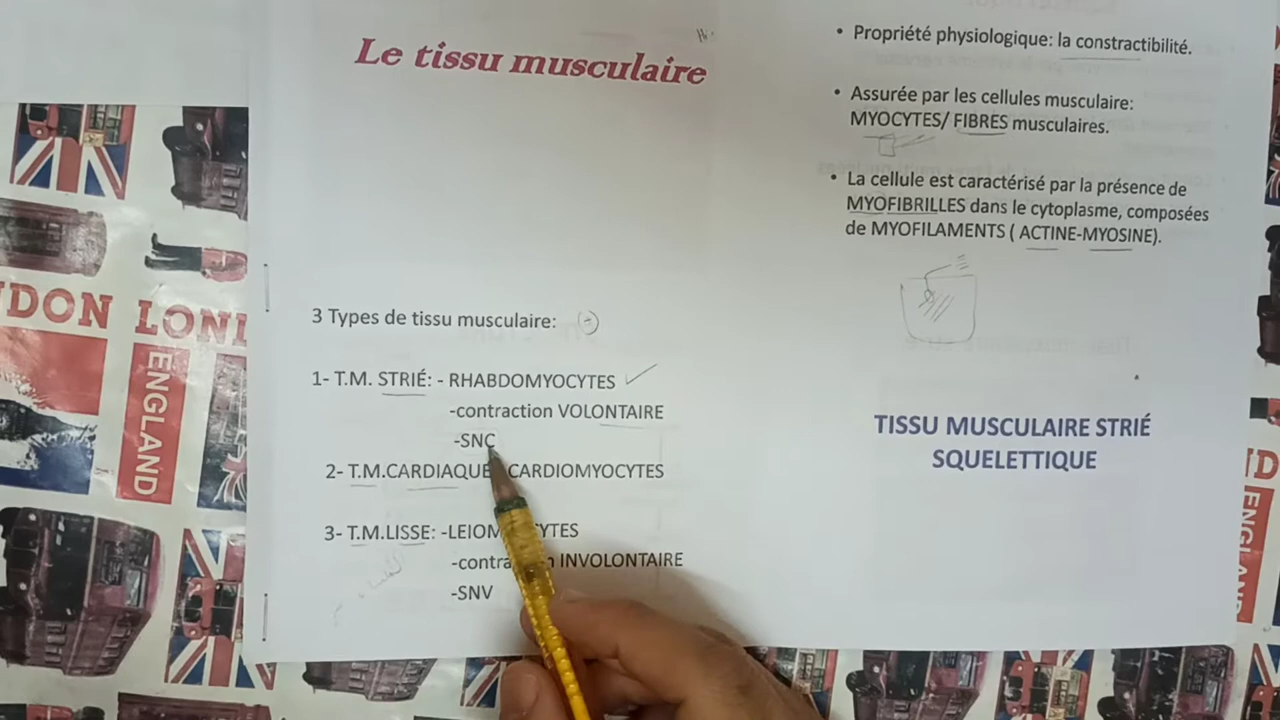 Le tissu musculaire
3 Types de tissu musculaire:
1- T.M. STRIÉ: - RHABDOMYOCYTES
-contraction VOLONTAIRE
-SNC
2- T.M.CARDIAQUE CARDIOMYOCYTES
3- T.M.LISSE:
INVOLONTAIRE
-SNV
• Propriété physiologique: la constractibilité.
• Assurée par les cellules musculaire:
MYOCYTES/ FIBRES musculaires.
• La cellule est caractérisé par la présence de
MYOFIBRILLES dans le cytoplasme, composées
de MYOFILAMENTS ( ACTINE-MYOSINE).
TISSU MUSCULAIRE STRIÉ
SQUELETTIQUE
LONDON
ENGLAND